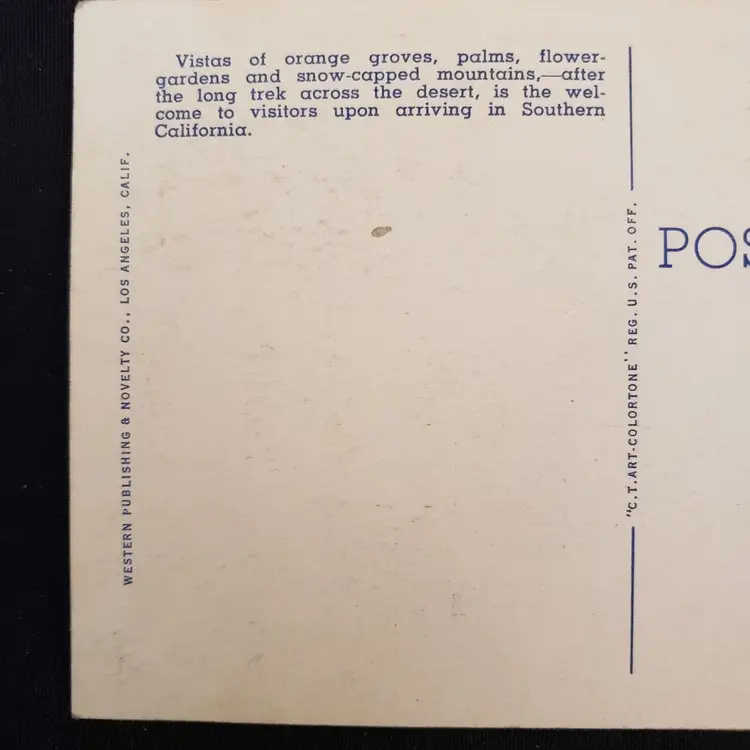 Vistas of orange groves, palms, flower-
gardens and snow-capped mountains,—after
the long trek across the desert, is the wel-
come to visitors upon arriving in Southern
California.
WESTERN PUBLISHING & NOVELTY CO., LOS ANGELES, CALIF.
"C.T.ART-COLORTONE" REG. U.S. PAT. OFF.
POS